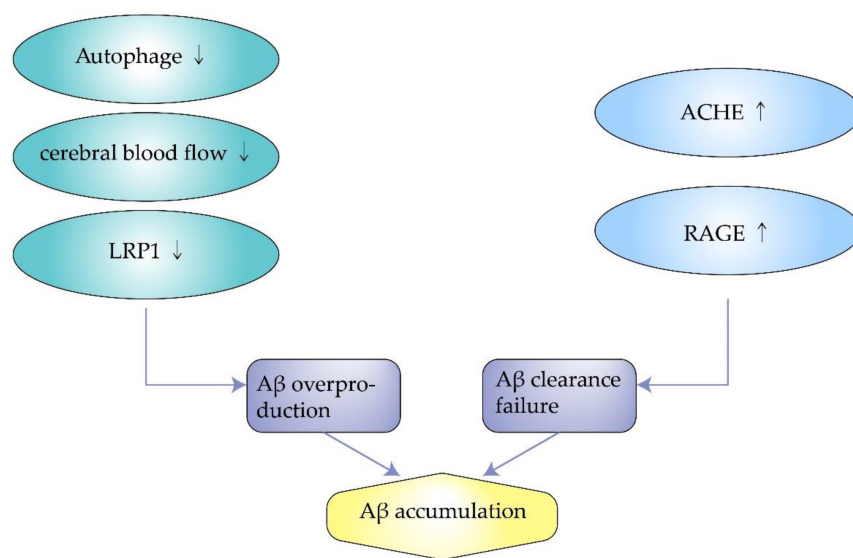 Autophage ↓
cerebral blood flow ↓
LRP1 ↓
ACHE ↑
RAGE ↑
Aβ overpro-
duction
Aβ clearance
failure
Aβ accumulation